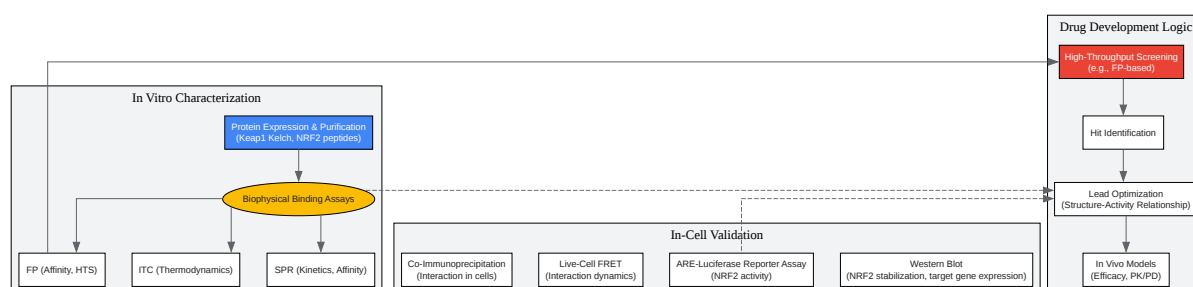 Drug Development Logic
High-Throughput Screening
(e.g., FP-based)
In Vitro Characterization
Protein Expression & Purification
(Keap1 Kelch, NRF2 peptides)
Hit Identification
Biophysical Binding Assays
Lead Optimization
(Structure-Activity Relationship)
In-Cell Validation
FP (Affinity, HTS)
ITC (Thermodynamics)
SPR (Kinetics, Affinity)
Co-Immunoprecipitation
(Interaction in cells)
Live-Cell FRET
(Interaction dynamics)
ARE-Luciferase Reporter Assay
(NRF2 activity)
Western Blot
(NRF2 stabilization, target gene expression)
In Vivo Models
(Efficacy, PK/PD)